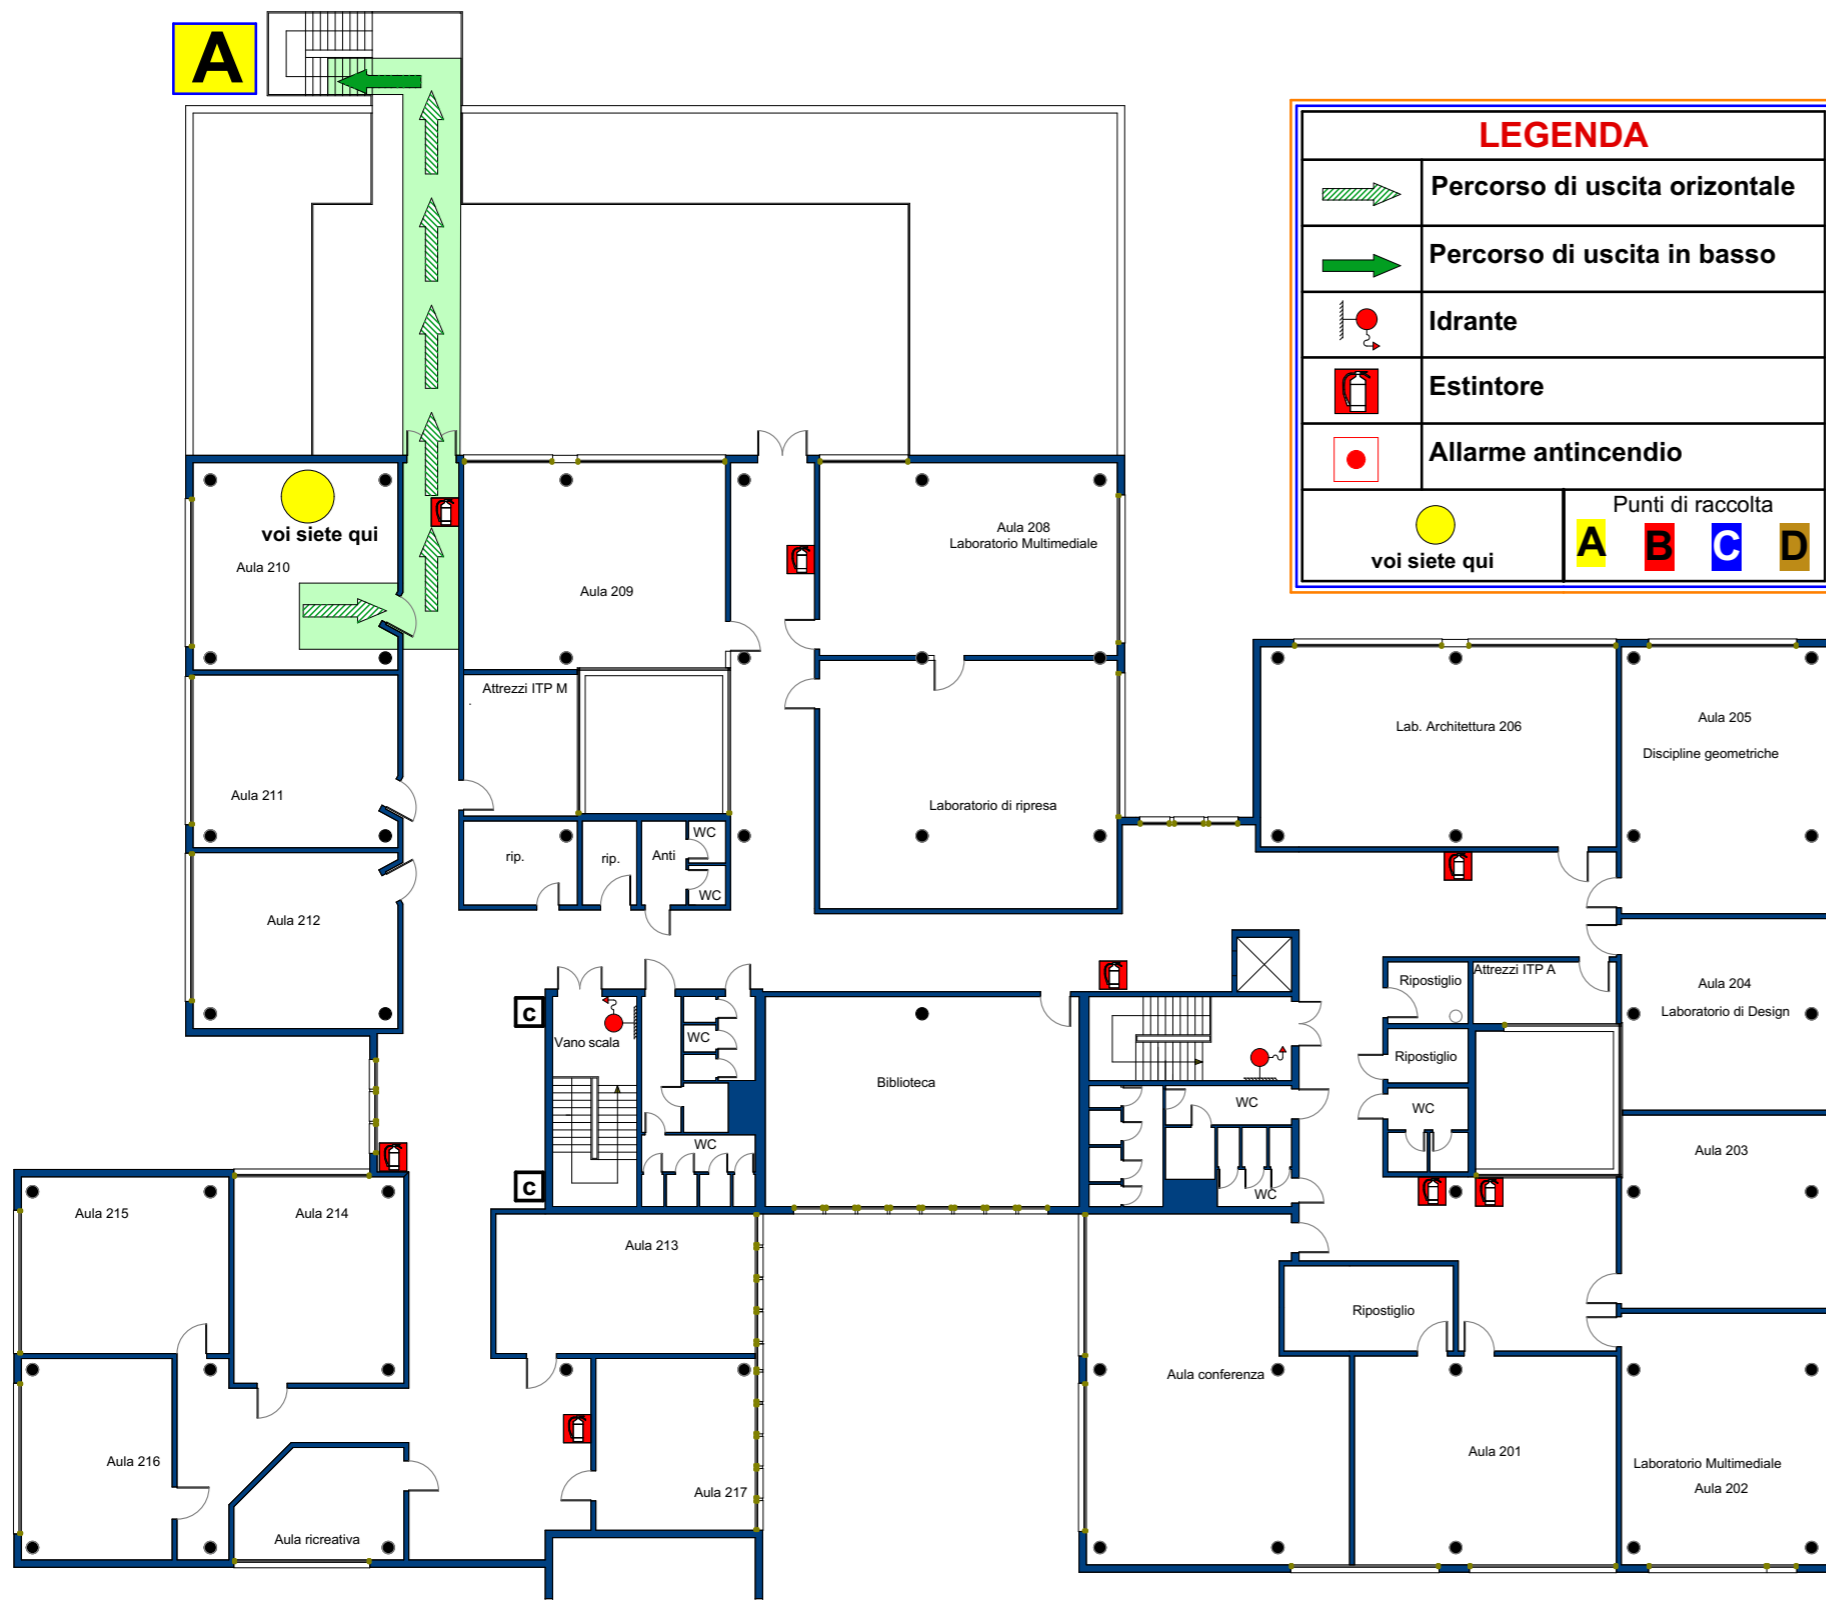 A
LEGENDA
Percorso di uscita orizontale
Percorso di uscita in basso
Idrante
Estintore
Allarme antincendio
voi siete qui
Punti di raccolta
A B C D
voi siete qui
Aula 210
Aula 209
Aula 208
Laboratorio Multimediale
Attrezzi ITP M
.
Aula 211
Laboratorio di ripresa
Lab. Architettura 206
Aula 205
Discipline geometriche
rip.
rip.
Anti
WC
WC
Aula 212
Ripostiglio
Attrezzi ITP A
Aula 204
Laboratorio di Design
C
Vano scala
WC
Biblioteca
Ripostiglio
WC
WC
WC
Aula 203
C
WC
Aula 215
Aula 214
Aula 213
Ripostiglio
Aula conferenza
Aula 216
Aula 217
Aula 201
Laboratorio Multimediale
Aula 202
Aula ricreativa